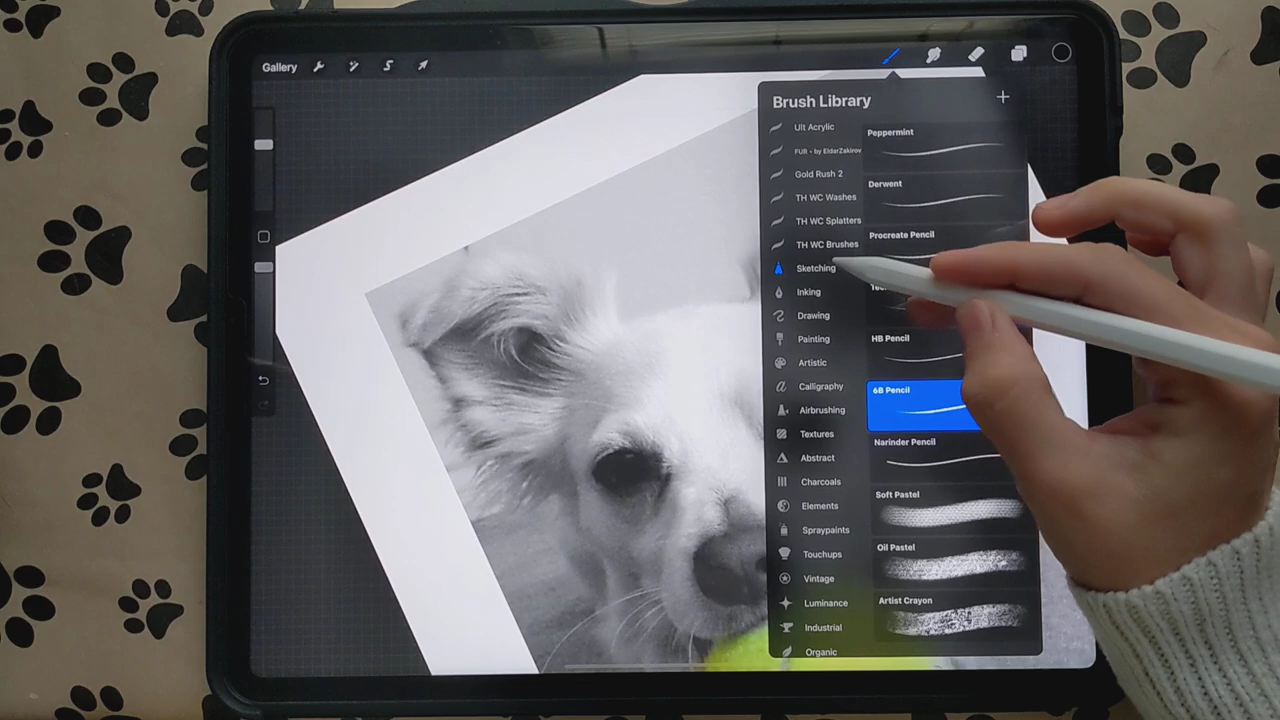 Gallery
Brush Library
Ult Acrylic
FUR - by EldarZakirov
Gold Rush 2
TH WC Washes
TH WC Splatters
TH WC Brushes
Sketching
Inking
Drawing
Painting
Artistic
Calligraphy
Airbrushing
Textures
Abstract
Charcoals
Elements
Spraypaints
Touchups
Vintage
Luminance
Industrial
Organic
Peppermint
Derwent
Procreate Pencil
HB Pencil
6B Pencil
Narinder Pencil
Soft Pastel
Oil Pastel
Artist Crayon